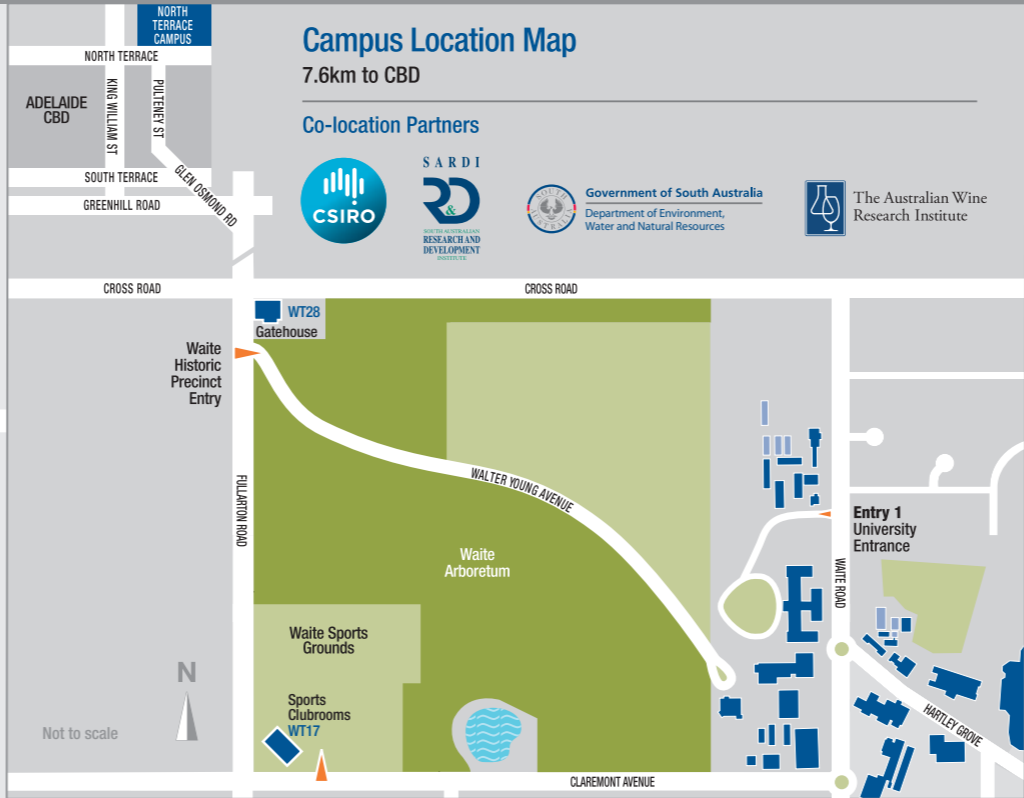 NORTH
TERRACE
CAMPUS
NORTH TERRACE
KING WILLIAM ST
PULTENEY ST
ADELAIDE
CBD
SOUTH TERRACE
GLEN OSMOND RD
GREENHILL ROAD
Campus Location Map
7.6km to CBD
Co-location Partners
CSIRO
SARDI
R&D
SOUTH AUSTRALIAN
RESEARCH AND
DEVELOPMENT
INSTITUTE
SOUTH
AUSTRALIA
Government of South Australia
Department of Environment,
Water and Natural Resources
The Australian Wine
Research Institute
CROSS ROAD
CROSS ROAD
WT28
Gatehouse
Waite
Historic
Precinct
Entry
FULLARTON ROAD
WALTER YOUNG AVENUE
Waite
Arboretum
Entry 1
University
Entrance
WAITE ROAD
Waite Sports
Grounds
Sports
Clubrooms
WT17
N
Not to scale
HARTLEY GROVE
CLAREMONT AVENUE